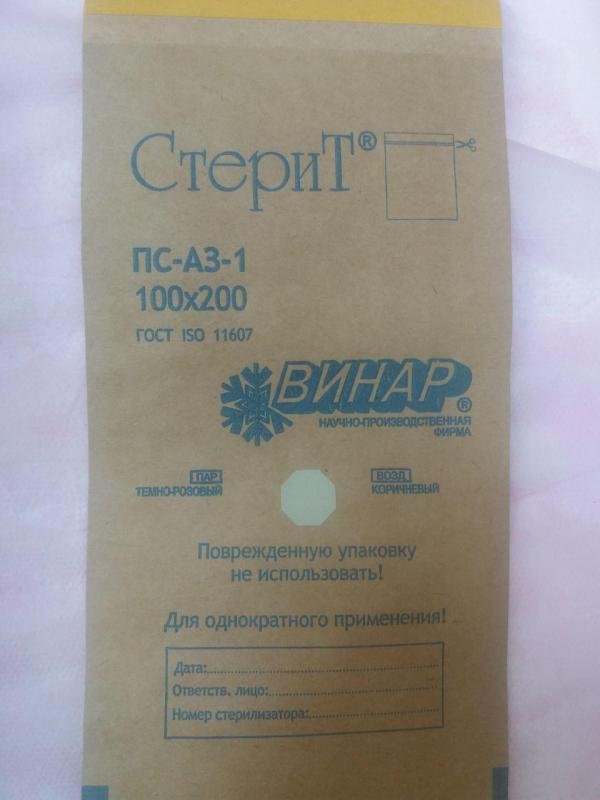 СтериТ®
ПС-АЗ-1
100х200
ГОСТ ISO 11607
ВИНАР®
НАУЧНО-ПРОИЗВОДСТВЕННАЯ
ФИРМА
ПАР
ТЕМНО-РОЗОВЫЙ
ВОЗД
КОРИЧНЕВЫЙ
Поврежденную упаковку
не использовать!
Для однократного применения!
Дата:
Ответств. лицо:
Номер стерилизатора: